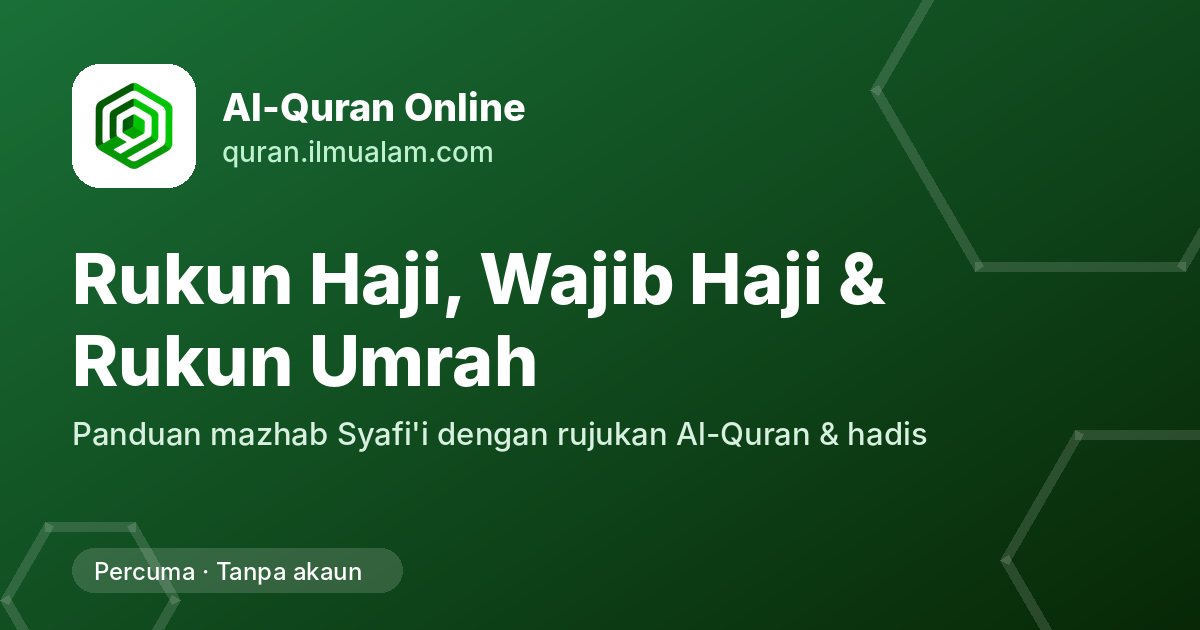 Al-Quran Online
quran.ilmualam.com
Rukun Haji, Wajib Haji &
Rukun Umrah
Panduan mazhab Syafi'i dengan rujukan Al-Quran & hadis
Percuma · Tanpa akaun